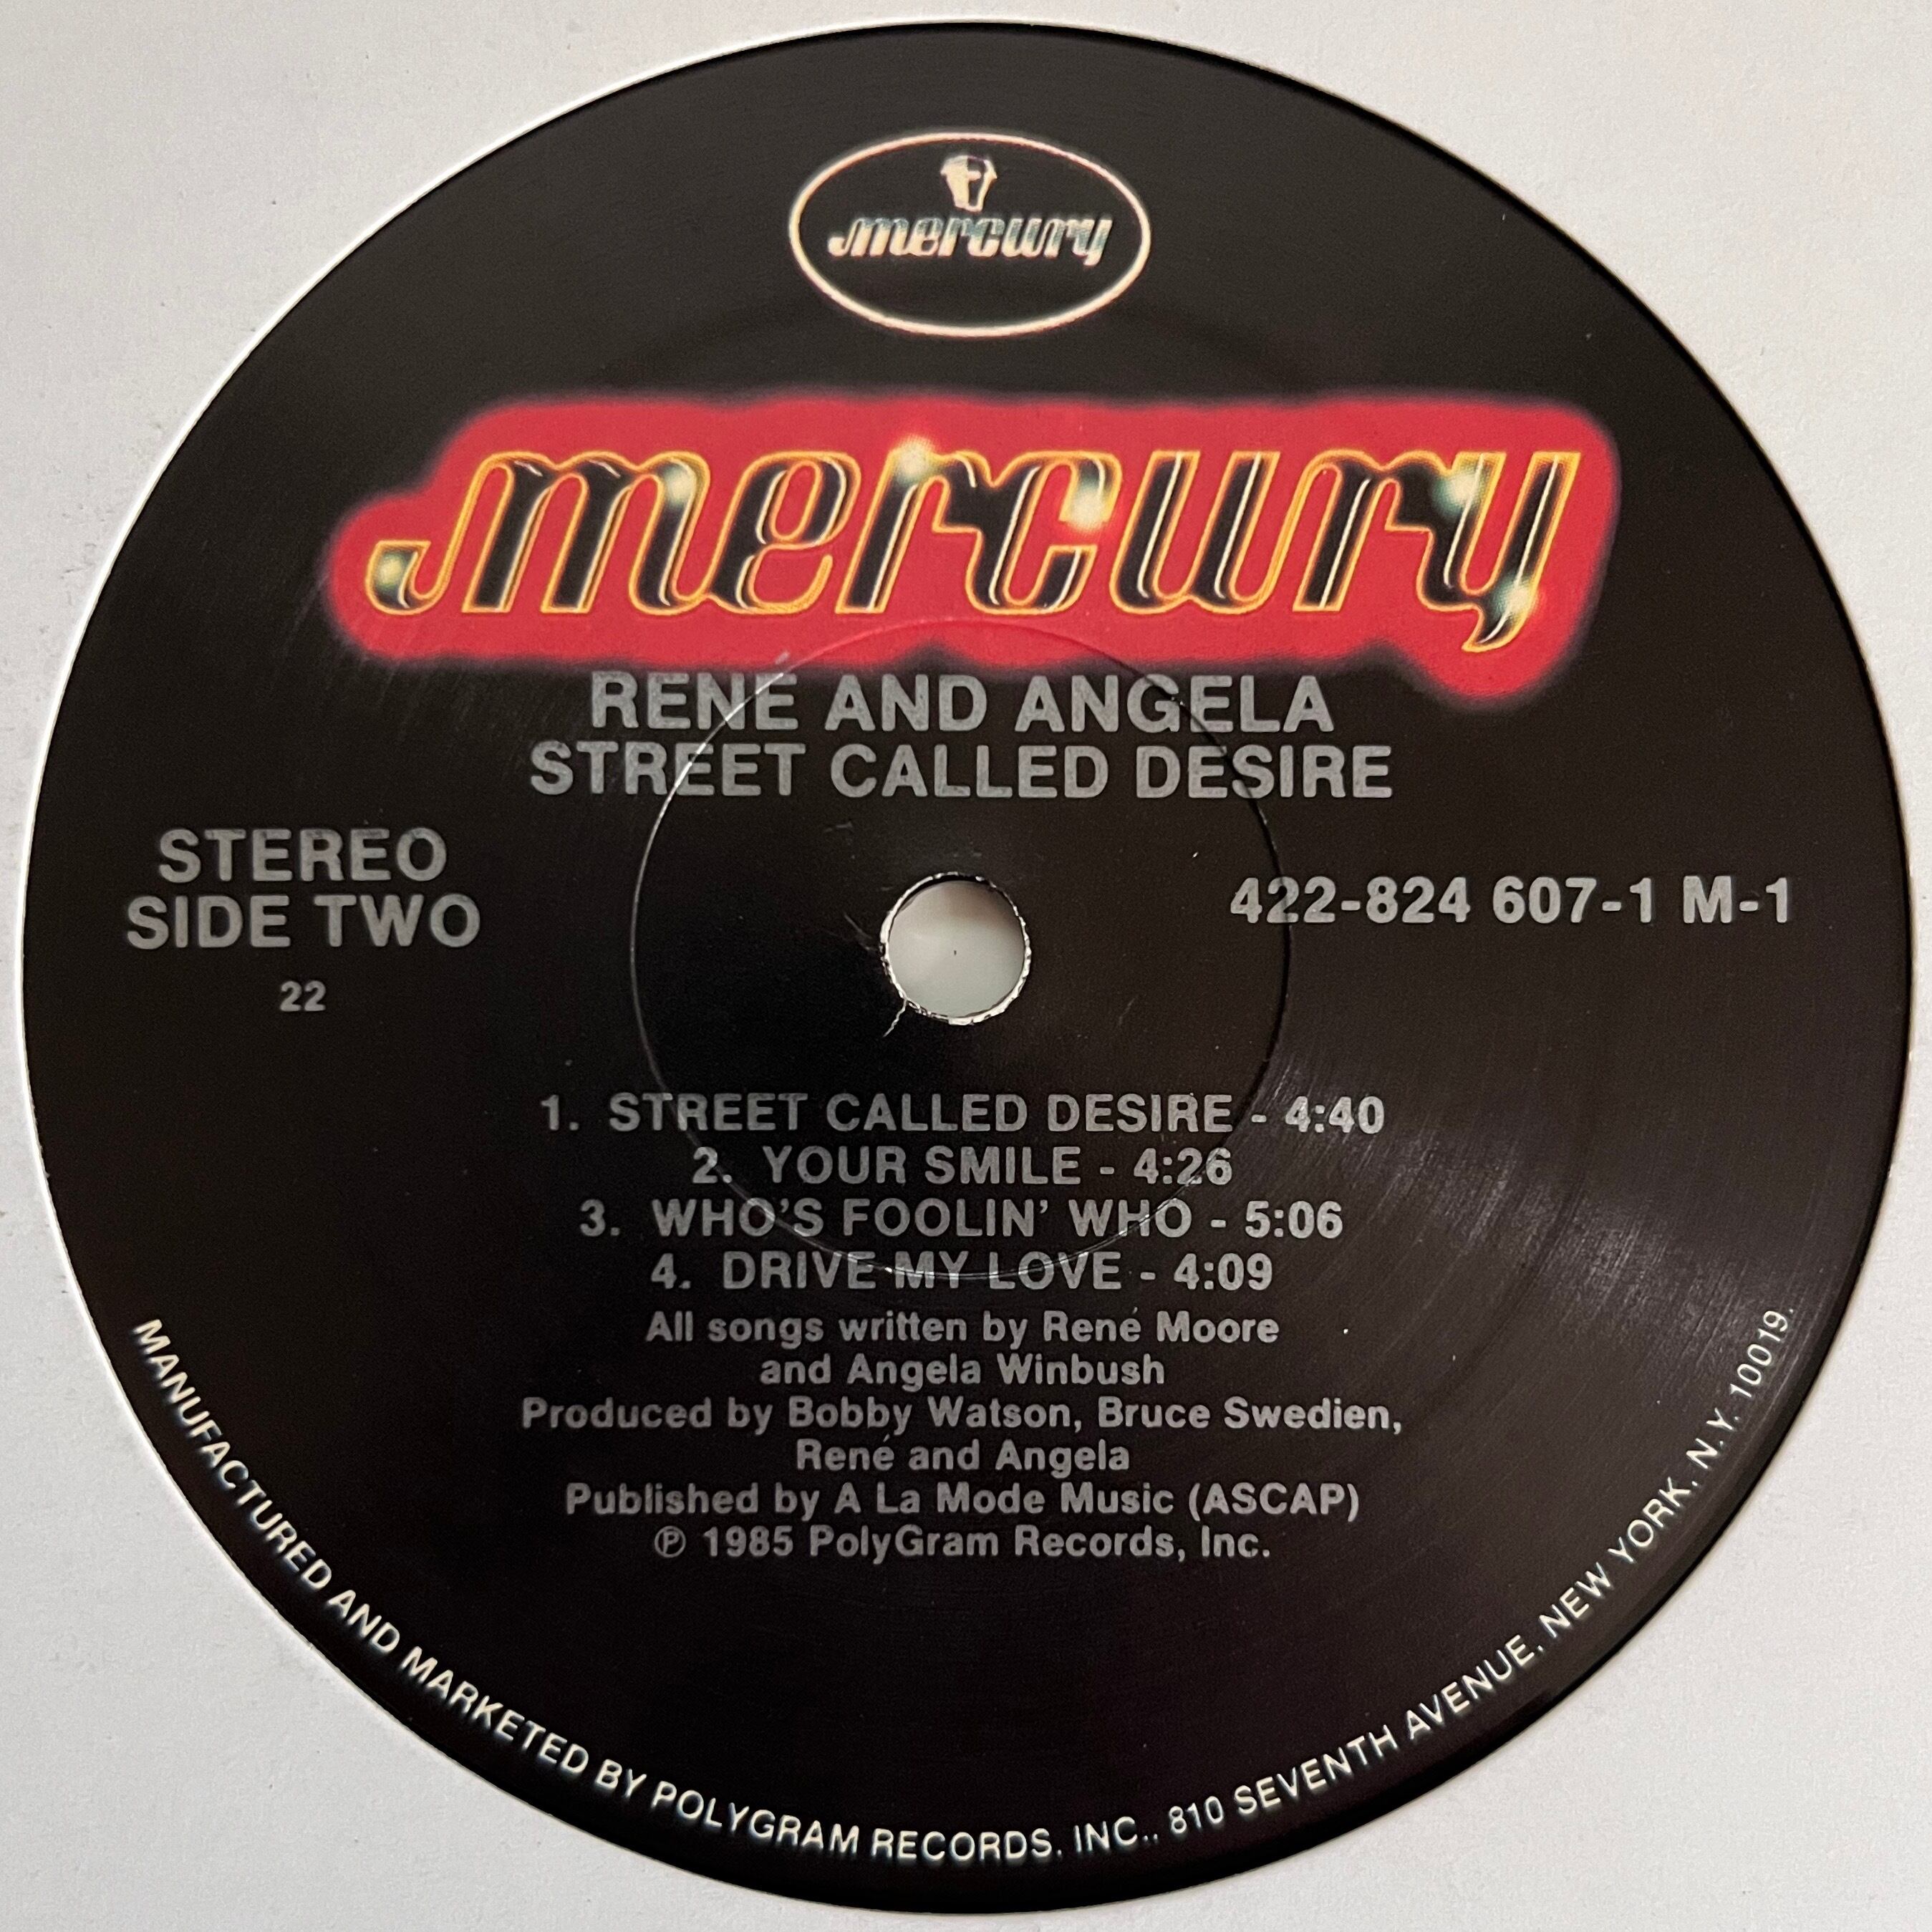 mercury
mercury
RENÉ AND ANGELA
STREET CALLED DESIRE
STEREO
SIDE TWO
22
422-824 607-1 M-1
1. STREET CALLED DESIRE - 4:40
2. YOUR SMILE - 4:26
3. WHO'S FOOLIN' WHO - 5:06
4. DRIVE MY LOVE - 4:09
All songs written by René Moore
and Angela Winbush
Produced by Bobby Watson, Bruce Swedien,
René and Angela
Published by A La Mode Music (ASCAP)
℗ 1985 PolyGram Records, Inc.
MANUFACTURED AND MARKETED BY POLYGRAM RECORDS, INC., 810 SEVENTH AVENUE, NEW YORK, N.Y. 10019.